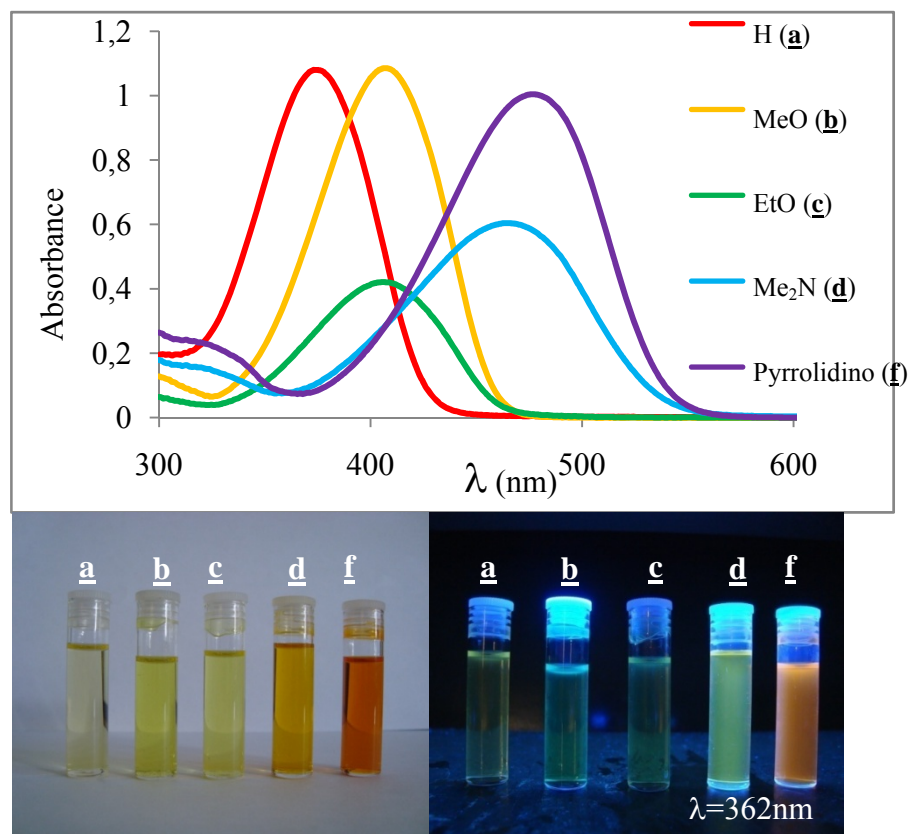 1,2
1
0,8
0,6
0,4
0,2
0
Absorbance
300
400
500
600
λ (nm)
H (a)
MeO (b)
EtO (c)
Me₂N (d)
Pyrrolidino (f)
a b c d f
a b c d f
λ=362nm